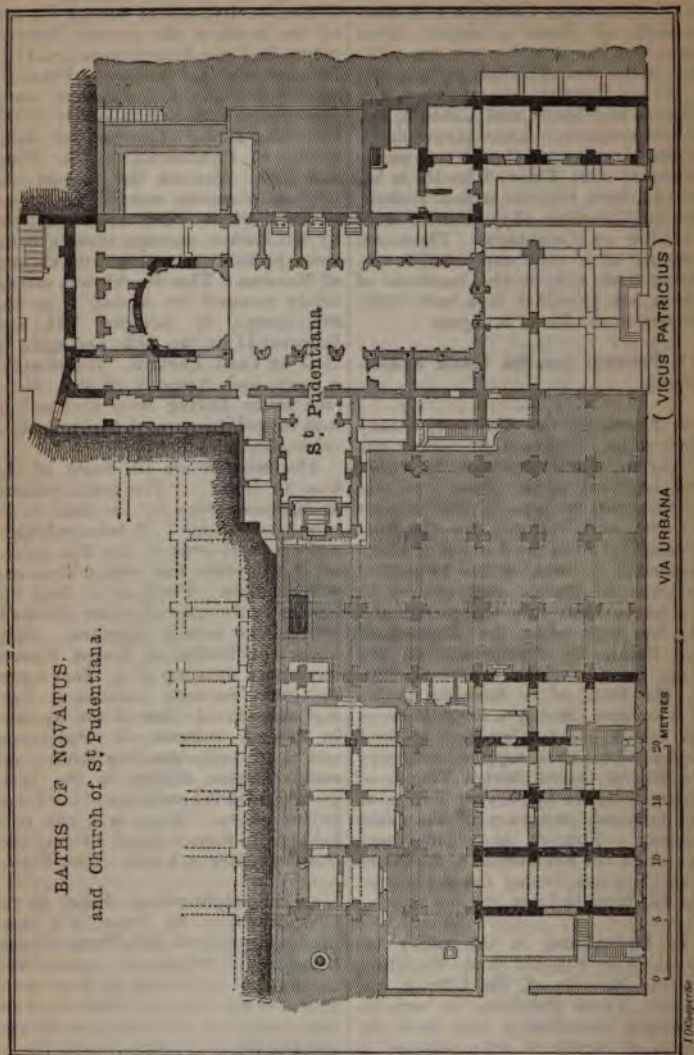 BATHS OF NOVATUS.
and Church of St. Pudentiana.
St Pudentiana
VIA URBANA
( VICUS PATRICIUS )
0 5 10 15 20 METRES